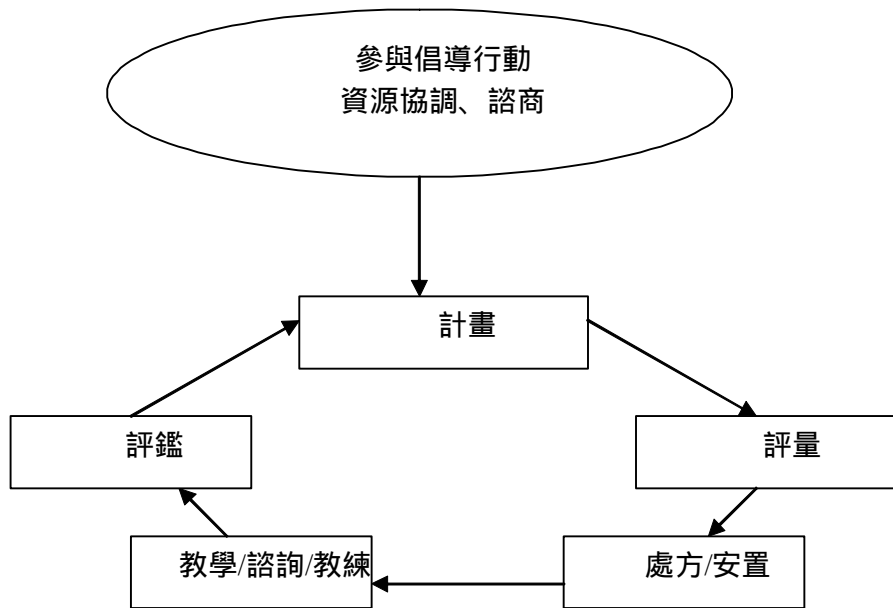 參與倡導行動
資源協調、諮商
計畫
評鑑
評量
教學/諮詢/教練
處方/安置